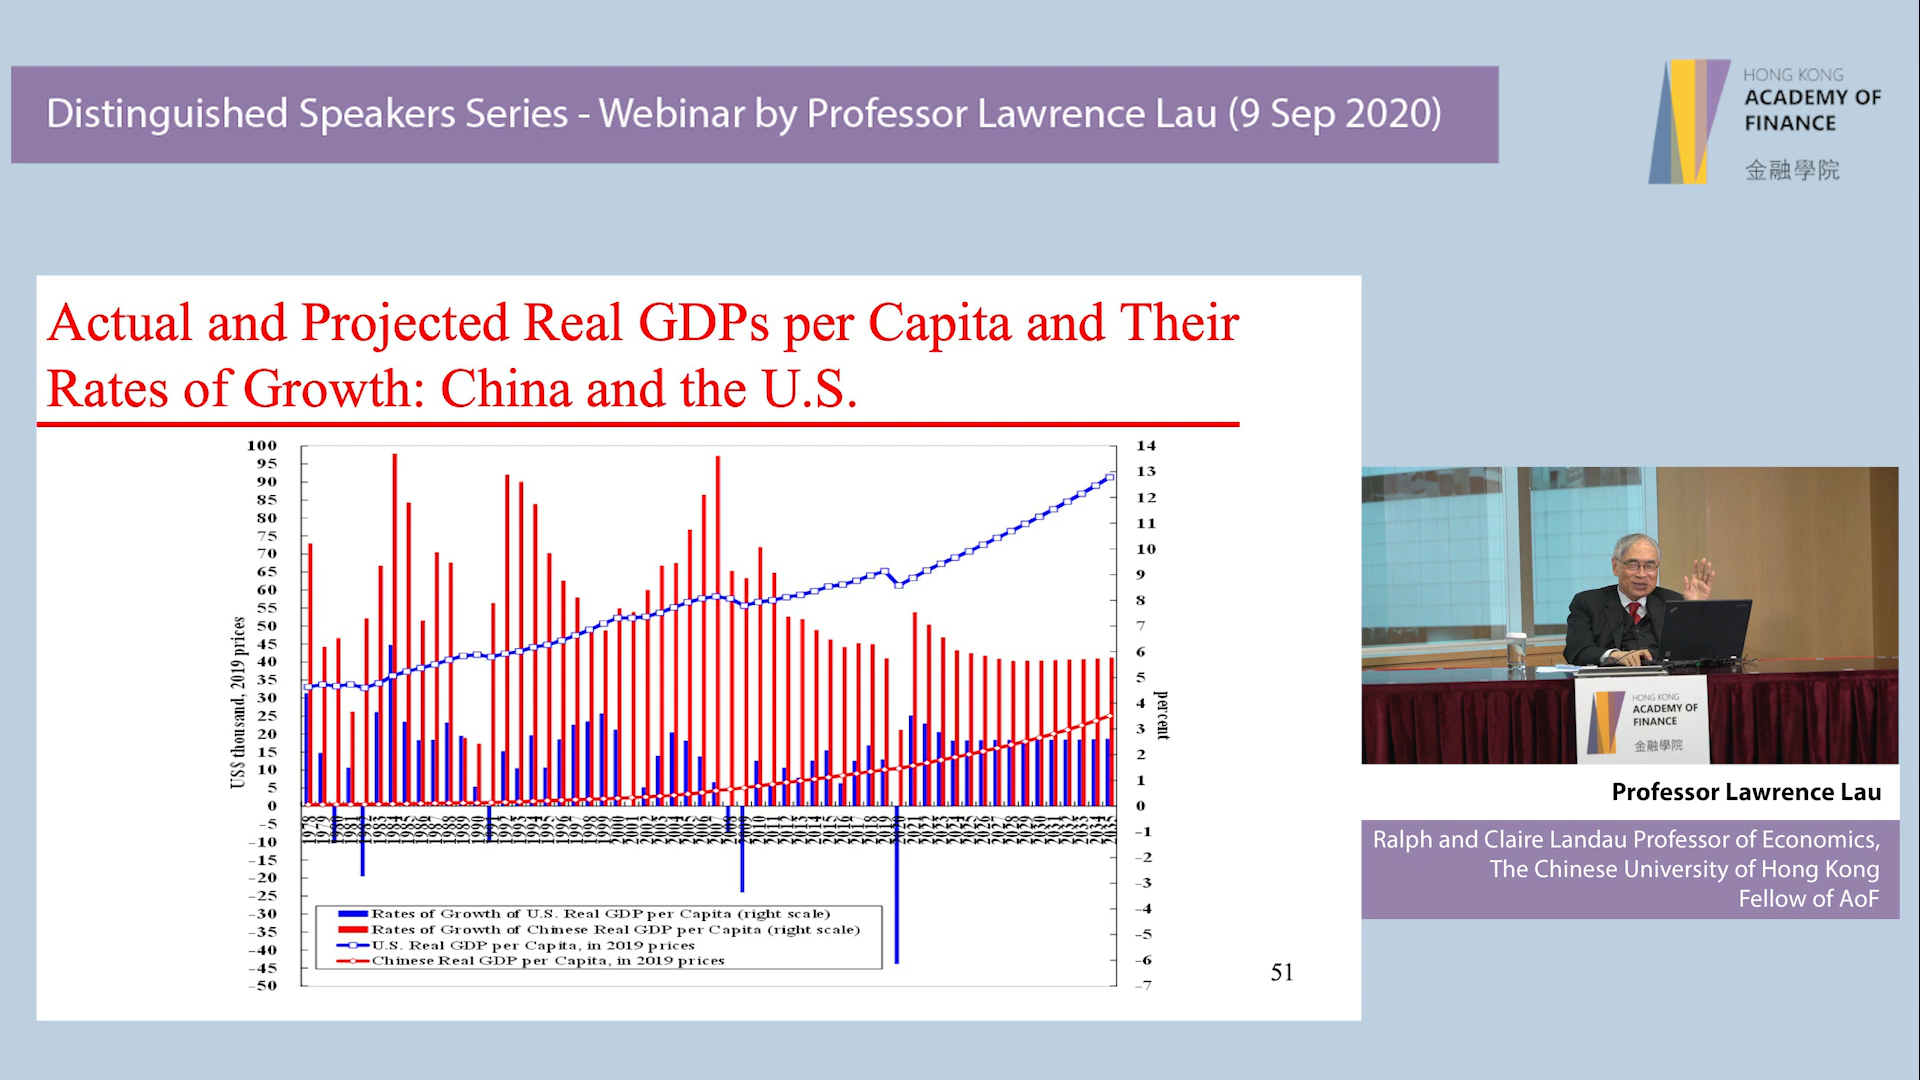 Distinguished Speakers Series - Webinar by Professor Lawrence Lau (9 Sep 2020)
HONG KONG
ACADEMY OF
FINANCE
金融學院
Actual and Projected Real GDPs per Capita and Their
Rates of Growth: China and the U.S.
US$ thousand, 2019 prices
100
95
90
85
80
75
70
65
60
55
50
45
40
35
30
25
20
15
10
5
0
-5
-10
-15
-20
-25
-30
-35
-40
-45
-50
14
13
12
11
10
9
8
7
6
5
4
3
2
1
0
-1
-2
-3
-4
-5
-6
-7
percent
Rates of Growth of U.S. Real GDP per Capita (right scale)
Rates of Growth of Chinese Real GDP per Capita (right scale)
U.S. Real GDP per Capita, in 2019 prices
Chinese Real GDP per Capita, in 2019 prices
51
HONG KONG
ACADEMY OF
FINANCE
金融學院
Professor Lawrence Lau
Ralph and Claire Landau Professor of Economics,
The Chinese University of Hong Kong
Fellow of AoF